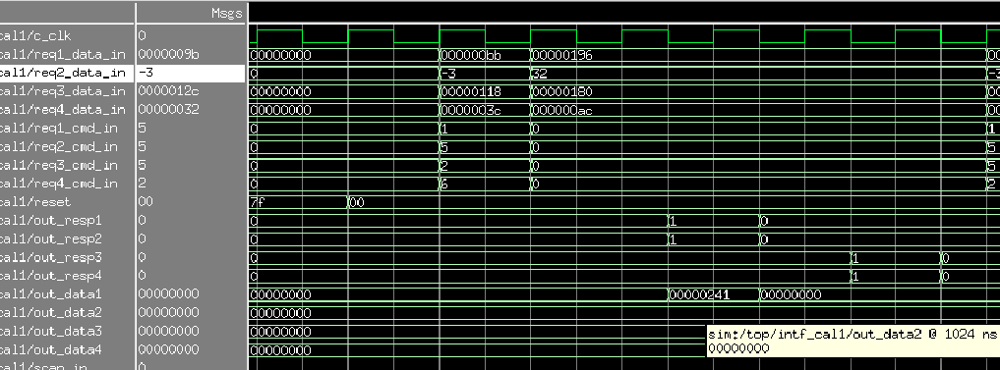 Msgs
cal1/c_clk 0
cal1/req1_data_in 0000009b 00000000 000000bb 00000196 00
cal1/req2_data_in -3 0 -3 32 -3
cal1/req3_data_in 0000012c 00000000 00000118 00000180 00
cal1/req4_data_in 00000032 00000000 0000003c 000000ac 00
cal1/req1_cmd_in 5 0 1 0 1
cal1/req2_cmd_in 5 0 5 0 5
cal1/req3_cmd_in 5 0 2 0 5
cal1/req4_cmd_in 2 0 6 0 2
cal1/reset 00 7f 00
cal1/out_resp1 0 0 1 0
cal1/out_resp2 0 0 1 0
cal1/out_resp3 0 0 1 0
cal1/out_resp4 0 0 1 0
cal1/out_data1 00000000 00000000 00000241 00000000
cal1/out_data2 00000000 00000000
cal1/out_data3 00000000 00000000
sim:/top/intf_cal1/out_data2 @ 1024 ns
cal1/out_data4 00000000 00000000
00000000
cal1/scan_in 0